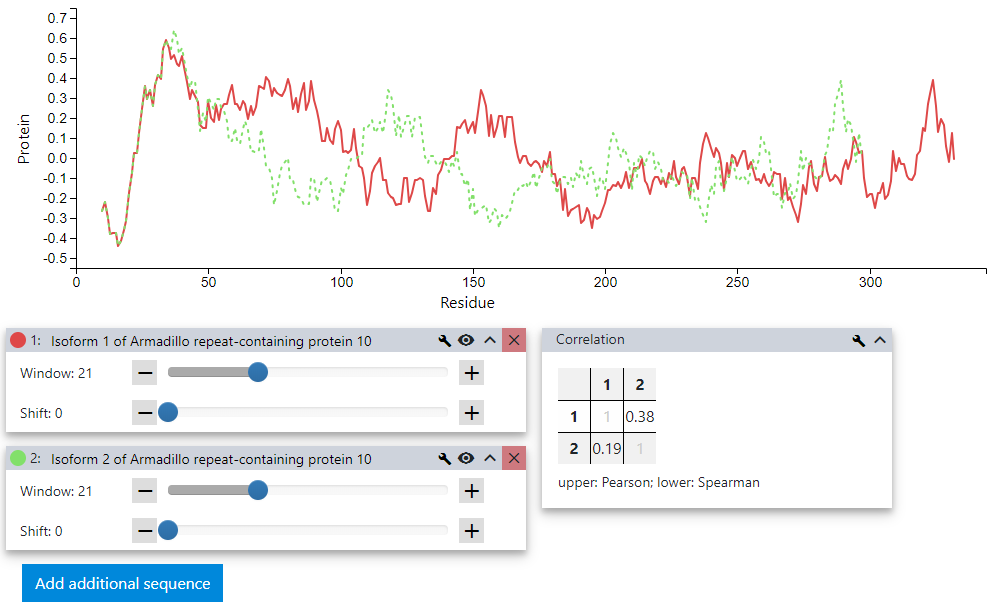 0.7
0.6
0.5
0.4
0.3
0.2
0.1
0.0
-0.1
-0.2
-0.3
-0.4
-0.5
Protein
0 50 100 150 200 250 300
Residue
1: Isoform 1 of Armadillo repeat-containing protein 10
Window: 21
Shift: 0
2: Isoform 2 of Armadillo repeat-containing protein 10
Window: 21
Shift: 0
Add additional sequence
Correlation
1 2
1 1 0.38
2 0.19 1
upper: Pearson; lower: Spearman